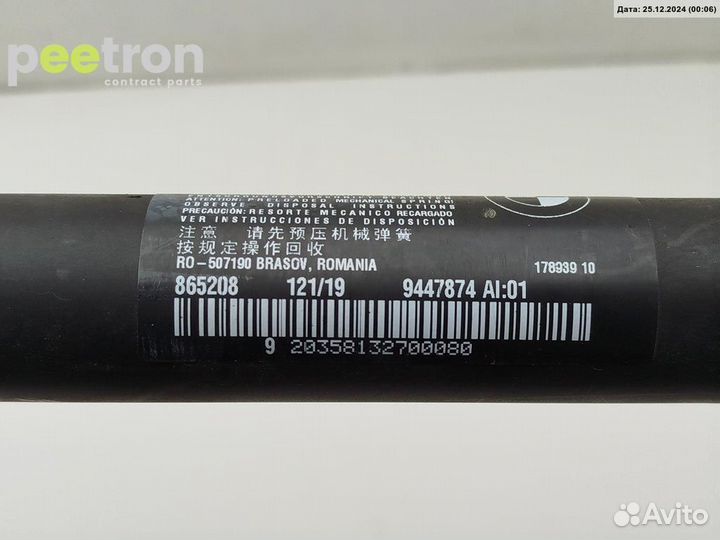 Дата: 25.12.2024 (00:06)
peetron
contract parts
ATTENTION: PRELOADED MECHANICAL SPRING!
OBSERVE DISPOSAL INSTRUCTIONS
PRECAUCIÓN: RESORTE MECANICO RECARGADO
VER INSTRUCCIONES DE DISPOSICIÓN
注意 请先预压机械弹簧
按规定操作回收
RO-507190 BRASOV, ROMANIA 178939 10
865208 121/19 9447874 AI:01
9 20358132700080
Avito